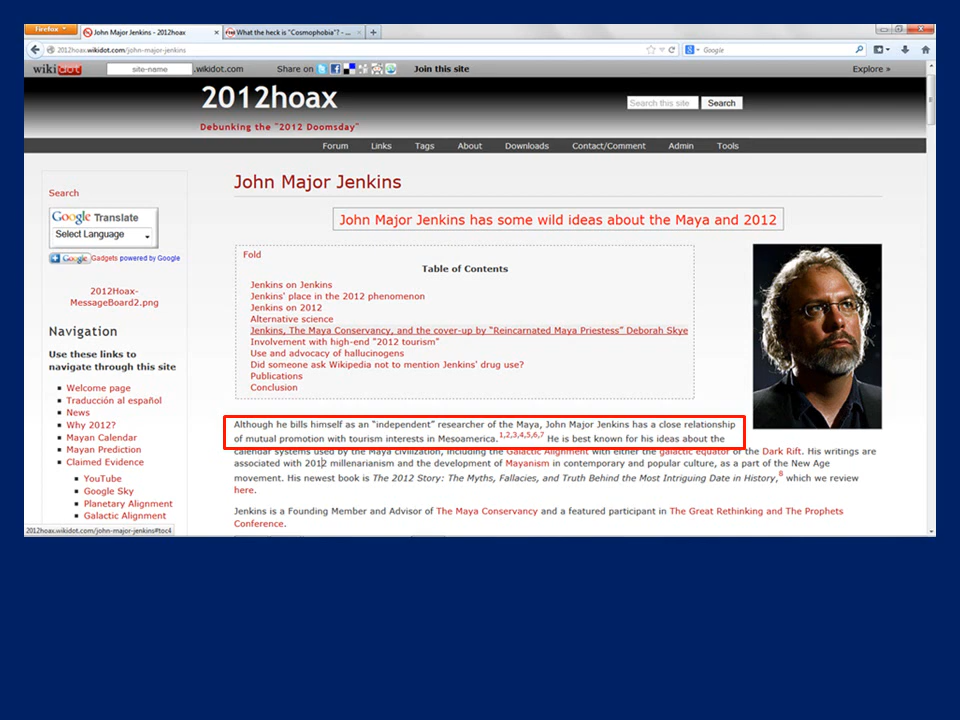 Firefox
John Major Jenkins - 2012hoax
What the heck is "Cosmophobia"? - ...
2012hoax.wikidot.com/john-major-jenkins
Google
wikidot
site-name .wikidot.com
Share on
Join this site
Explore »
2012hoax
Debunking the "2012 Doomsday"
Search this site
Search
Forum Links Tags About Downloads Contact/Comment Admin Tools
Search
Google Translate
Select Language
Google Gadgets powered by Google
2012Hoax-
MessageBoard2.png
Navigation
Use these links to
navigate through this site
Welcome page
Traducción al español
News
Why 2012?
Mayan Calendar
Mayan Prediction
Claimed Evidence
YouTube
Google Sky
Planetary Alignment
Galactic Alignment
2012hoax.wikidot.com/john-major-jenkins#toc4
John Major Jenkins
John Major Jenkins has some wild ideas about the Maya and 2012
Fold
Table of Contents
Jenkins on Jenkins
Jenkins' place in the 2012 phenomenon
Jenkins on 2012
Alternative science
Jenkins, The Maya Conservancy, and the cover-up by "Reincarnated Maya Priestess" Deborah Skye
Involvement with high-end "2012 tourism"
Use and advocacy of hallucinogens
Did someone ask Wikipedia not to mention Jenkins' drug use?
Publications
Conclusion
Although he bills himself as an "independent" researcher of the Maya, John Major Jenkins has a close relationship
of mutual promotion with tourism interests in Mesoamerica.1,2,3,4,5,6,7 He is best known for his ideas about the
calendar systems used by the Maya civilization, including the Galactic Alignment with either the galactic equator or the Dark Rift. His writings are
associated with 2012 millenarianism and the development of Mayanism in contemporary and popular culture, as a part of the New Age
movement. His newest book is The 2012 Story: The Myths, Fallacies, and Truth Behind the Most Intriguing Date in History,8 which we review
here.
Jenkins is a Founding Member and Advisor of The Maya Conservancy and a featured participant in The Great Rethinking and The Prophets
Conference.